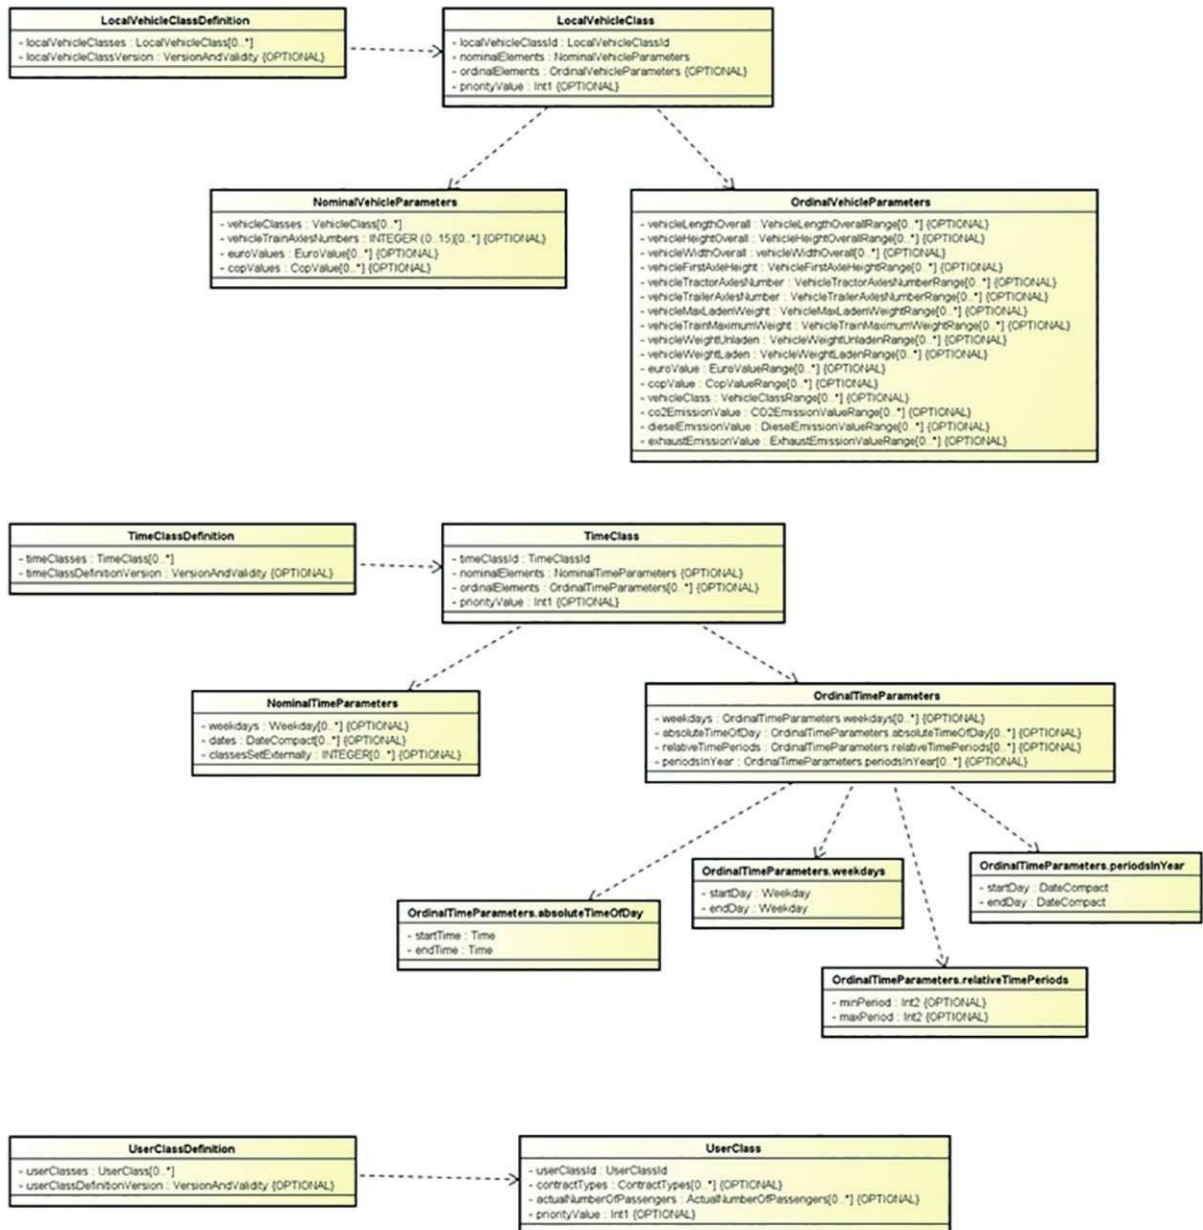 LocalVehicleClassDefinition
- localVehicleClasses : LocalVehicleClass[0..*]
- localVehicleClassVersion : VersionAndValidity {OPTIONAL}
LocalVehicleClass
- localVehicleClassId : LocalVehicleClassId
- nominalElements : NominalVehicleParameters
- ordinalElements : OrdinalVehicleParameters {OPTIONAL}
- priorityValue : Int1 {OPTIONAL}
NominalVehicleParameters
- vehicleClasses : VehicleClass[0..*]
- vehicleTrainAxlesNumbers : INTEGER (0..15)[0..*] {OPTIONAL}
- euroValues : EuroValue[0..*] {OPTIONAL}
- copValues : CopValue[0..*] {OPTIONAL}
OrdinalVehicleParameters
- vehicleLengthOverall : VehicleLengthOverallRange[0..*] {OPTIONAL}
- vehicleHeightOverall : VehicleHeightOverallRange[0..*] {OPTIONAL}
- vehicleWidthOverall : vehicleWidthOverall[0..*] {OPTIONAL}
- vehicleFirstAxleHeight : VehicleFirstAxleHeightRange[0..*] {OPTIONAL}
- vehicleTractorAxlesNumber : VehicleTractorAxlesNumberRange[0..*] {OPTIONAL}
- vehicleTrailerAxlesNumber : VehicleTrailerAxlesNumberRange[0..*] {OPTIONAL}
- vehicleMaxLadenWeight : VehicleMaxLadenWeightRange[0..*] {OPTIONAL}
- vehicleTrainMaximumWeight : VehicleTrainMaximumWeightRange[0..*] {OPTIONAL}
- vehicleWeightUnladen : VehicleWeightUnladenRange[0..*] {OPTIONAL}
- vehicleWeightLaden : VehicleWeightLadenRange[0..*] {OPTIONAL}
- euroValue : EuroValueRange[0..*] {OPTIONAL}
- copValue : CopValueRange[0..*] {OPTIONAL}
- vehicleClass : VehicleClassRange[0..*] {OPTIONAL}
- co2EmissionValue : CO2EmissionValueRange[0..*] {OPTIONAL}
- dieselEmissionValue : DieselEmissionValueRange[0..*] {OPTIONAL}
- exhaustEmissionValue : ExhaustEmissionValueRange[0..*] {OPTIONAL}
TimeClassDefinition
- timeClasses : TimeClass[0..*]
- timeClassDefinitionVersion : VersionAndValidity {OPTIONAL}
TimeClass
- timeClassId : TimeClassId
- nominalElements : NominalTimeParameters {OPTIONAL}
- ordinalElements : OrdinalTimeParameters[0..*] {OPTIONAL}
- priorityValue : Int1 {OPTIONAL}
NominalTimeParameters
- weekdays : Weekday[0..*] {OPTIONAL}
- dates : DateCompact[0..*] {OPTIONAL}
- classesSetExternally : INTEGER[0..*] {OPTIONAL}
OrdinalTimeParameters
- weekdays : OrdinalTimeParameters.weekdays[0..*] {OPTIONAL}
- absoluteTimeOfDay : OrdinalTimeParameters.absoluteTimeOfDay[0..*] {OPTIONAL}
- relativeTimePeriods : OrdinalTimeParameters.relativeTimePeriods[0..*] {OPTIONAL}
- periodsInYear : OrdinalTimeParameters.periodsInYear[0..*] {OPTIONAL}
OrdinalTimeParameters.absoluteTimeOfDay
- startTime : Time
- endTime : Time
OrdinalTimeParameters.weekdays
- startDay : Weekday
- endDay : Weekday
OrdinalTimeParameters.periodsInYear
- startDay : DateCompact
- endDay : DateCompact
OrdinalTimeParameters.relativeTimePeriods
- minPeriod : Int2 {OPTIONAL}
- maxPeriod : Int2 {OPTIONAL}
UserClassDefinition
- userClasses : UserClass[0..*]
- userClassDefinitionVersion : VersionAndValidity {OPTIONAL}
UserClass
- userClassId : UserClassId
- contractTypes : ContractTypes[0..*] {OPTIONAL}
- actualNumberOfPassengers : ActualNumberOfPassengers[0..*] {OPTIONAL}
- priorityValue : Int1 {OPTIONAL}